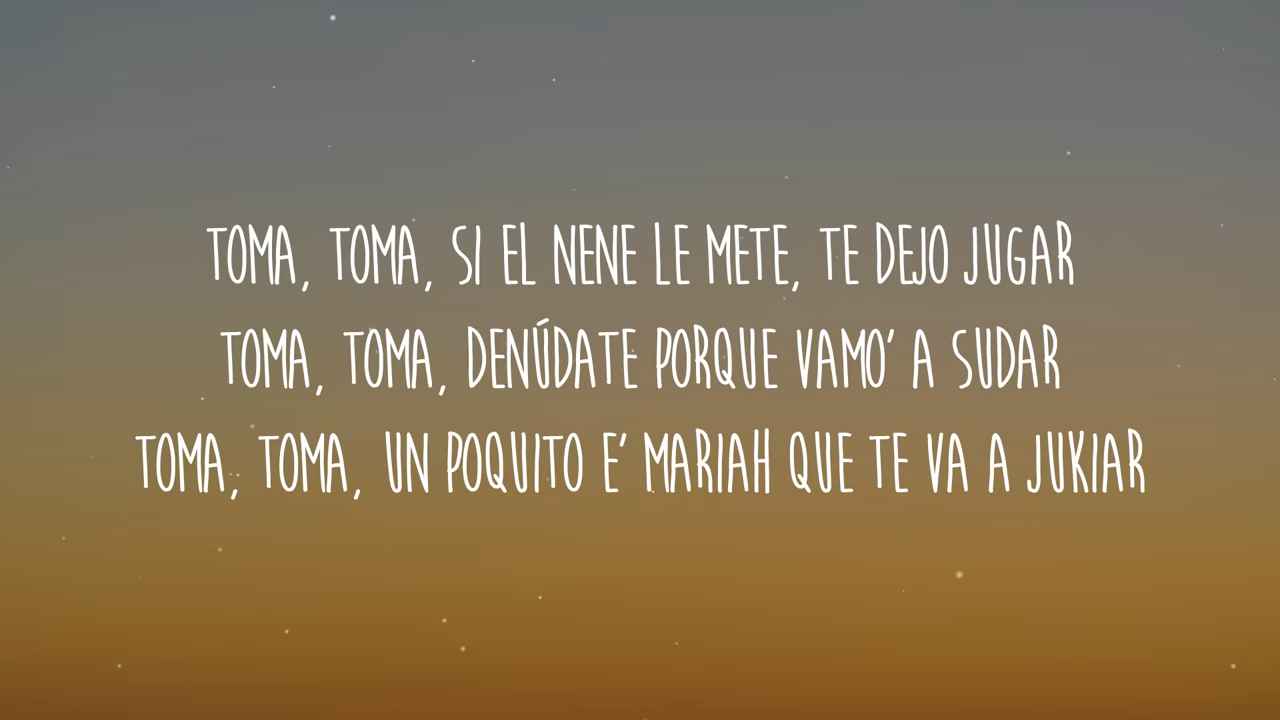 TOMA, TOMA, SI EL NENE LE METE, TE DEJO JUGAR
TOMA, TOMA, DENÚDATE PORQUE VAMO' A SUDAR
TOMA, TOMA, UN POQUITO E' MARIAH QUE TE VA A JUKIAR